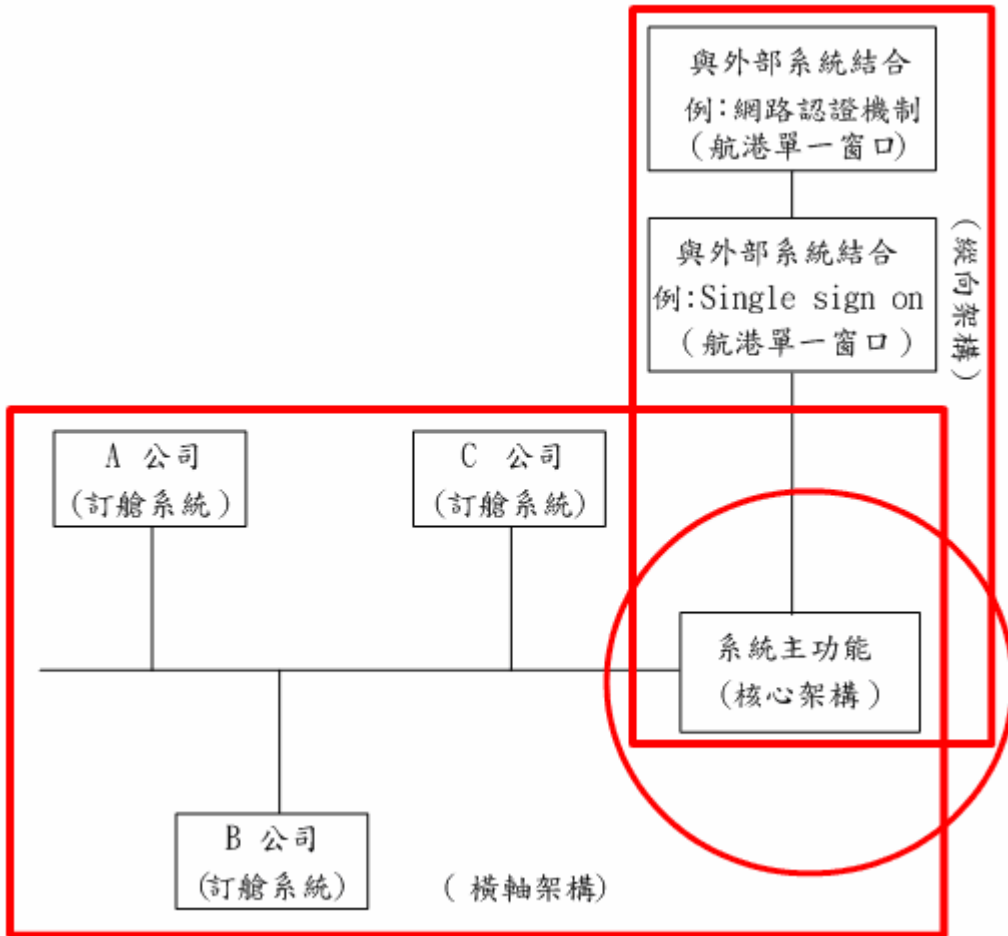 與外部系統結合
例:網路認證機制
(航港單一窗口)
與外部系統結合
例:Single sign on
(航港單一窗口)
(縱向架構)
A 公司
(訂艙系統)
C 公司
(訂艙系統)
系統主功能
(核心架構)
B 公司
(訂艙系統)
(橫軸架構)